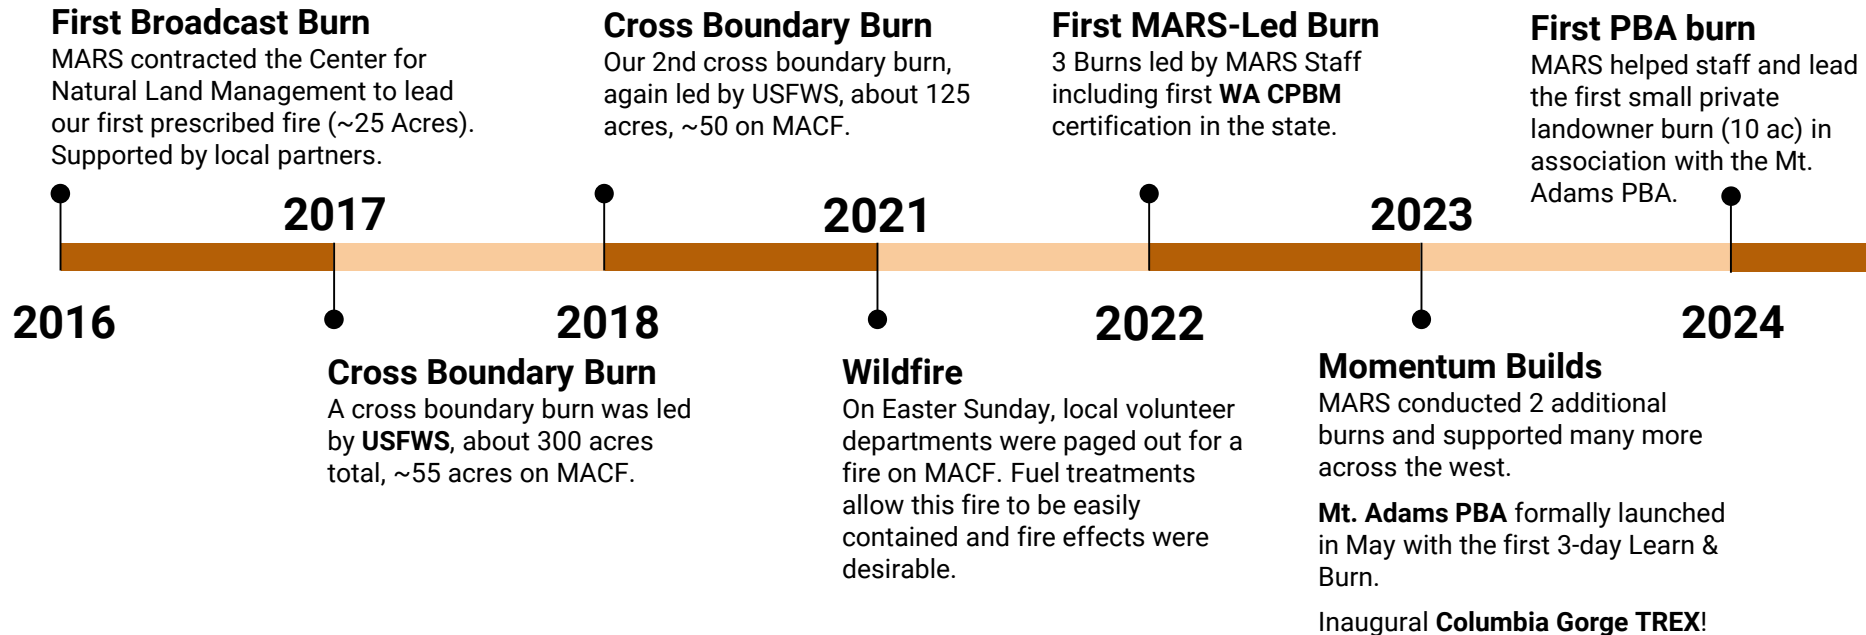 First Broadcast Burn
MARS contracted the Center for
Natural Land Management to lead
our first prescribed fire (~25 Acres).
Supported by local partners.
Cross Boundary Burn
Our 2nd cross boundary burn,
again led by USFWS, about 125
acres, ~50 on MACF.
First MARS-Led Burn
3 Burns led by MARS Staff
including first WA CPBM
certification in the state.
First PBA burn
MARS helped staff and lead
the first small private
landowner burn (10 ac) in
association with the Mt.
Adams PBA.
2017
2021
2023
2016
2018
2022
2024
Cross Boundary Burn
A cross boundary burn was led
by USFWS, about 300 acres
total, ~55 acres on MACF.
Wildfire
On Easter Sunday, local volunteer
departments were paged out for a
fire on MACF. Fuel treatments
allow this fire to be easily
contained and fire effects were
desirable.
Momentum Builds
MARS conducted 2 additional
burns and supported many more
across the west.
Mt. Adams PBA formally launched
in May with the first 3-day Learn &
Burn.
Inaugural Columbia Gorge TREX!